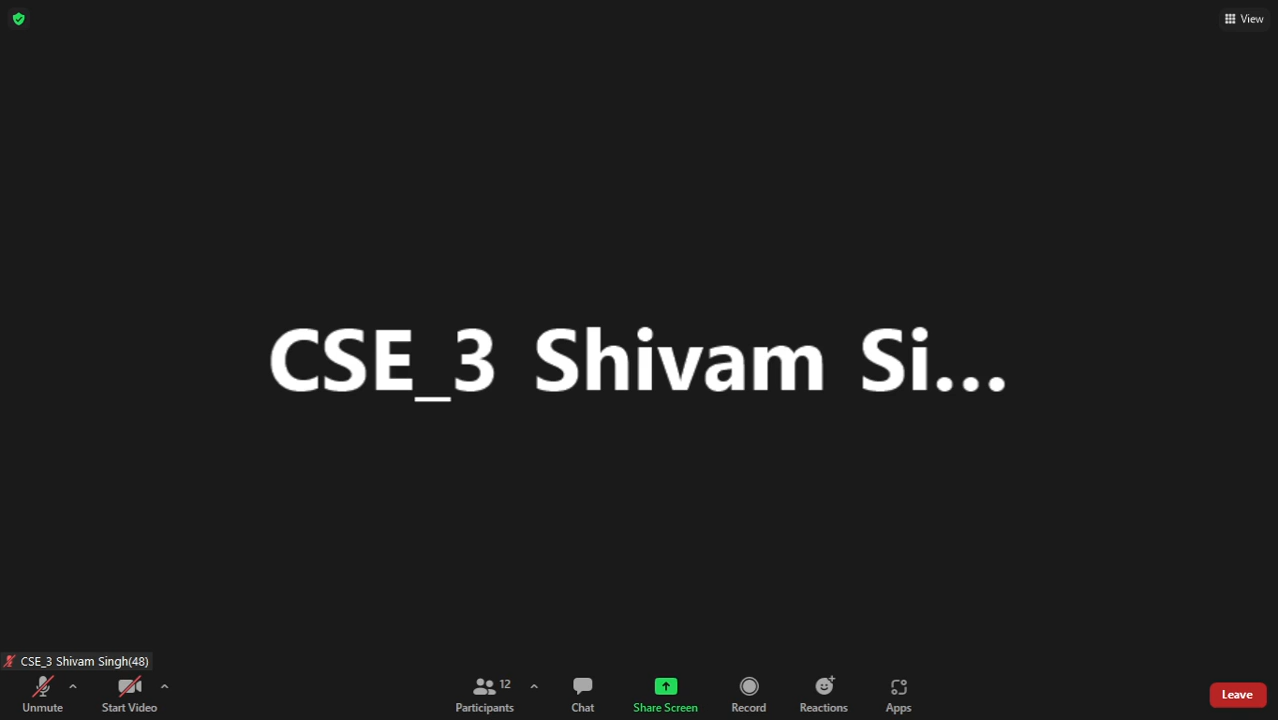 View
CSE_3 Shivam Si...
CSE_3 Shivam Singh(48)
Unmute
Start Video
12
Participants
Chat
Share Screen
Record
Reactions
Apps
Leave